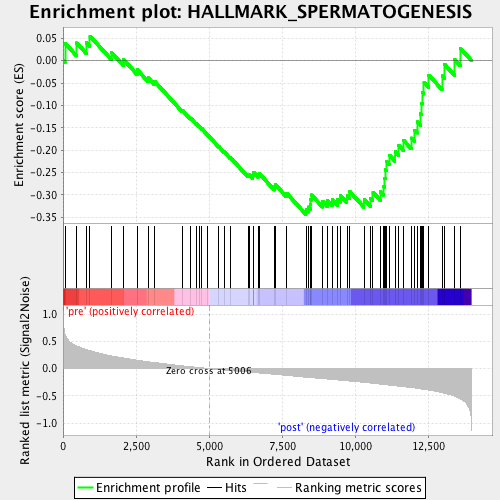 Enrichment plot: HALLMARK_SPERMATOGENESIS
Enrichment score (ES)
0.05
0.00
-0.05
-0.10
-0.15
-0.20
-0.25
-0.30
-0.35
'pre' (positively correlated)
Ranked list metric (Signal2Noise)
1.0
0.5
0.0
-0.5
-1.0
Zero cross at 5006
'post' (negatively correlated)
0 2,500 5,000 7,500 10,000 12,500
Rank in Ordered Dataset
Enrichment profile Hits Ranking metric scores